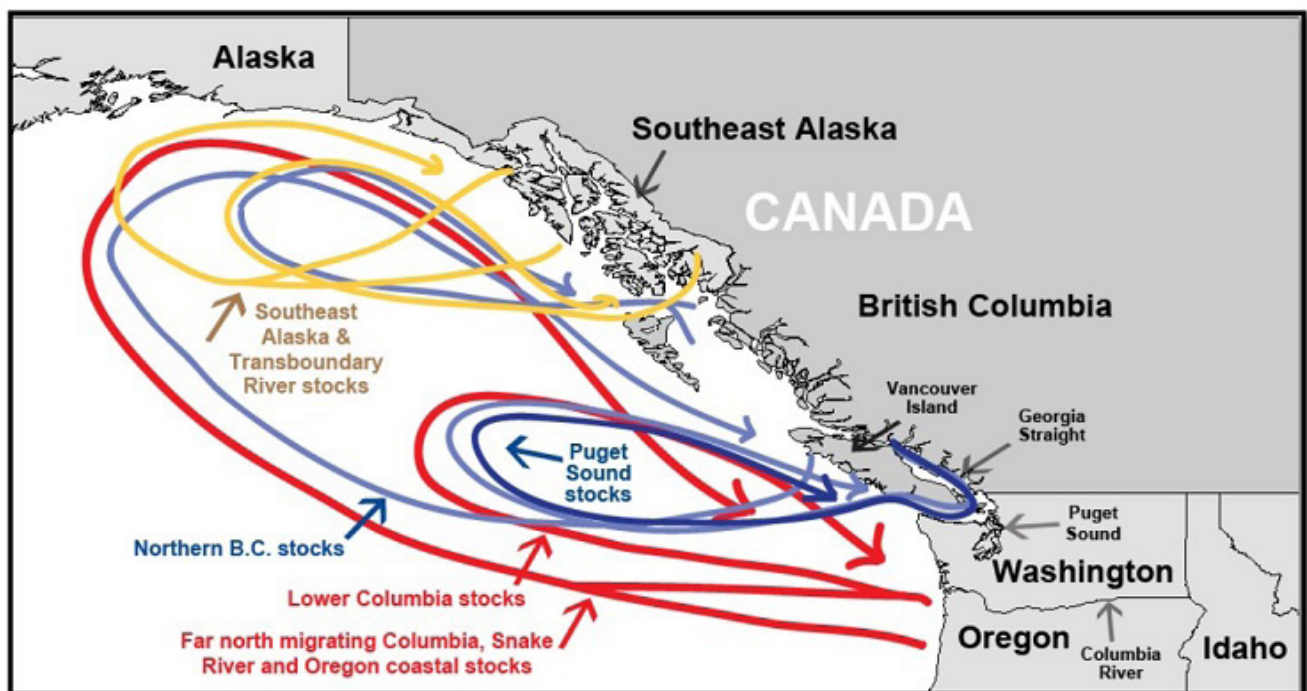 Alaska
Southeast Alaska
CANADA
British Columbia
Southeast
Alaska &
Transboundary
River stocks
Vancouver
Island
Georgia
Straight
Puget
Sound
stocks
Puget
Sound
Northern B.C. stocks
Washington
Lower Columbia stocks
Far north migrating Columbia, Snake
River and Oregon coastal stocks
Oregon
Columbia
River
Idaho